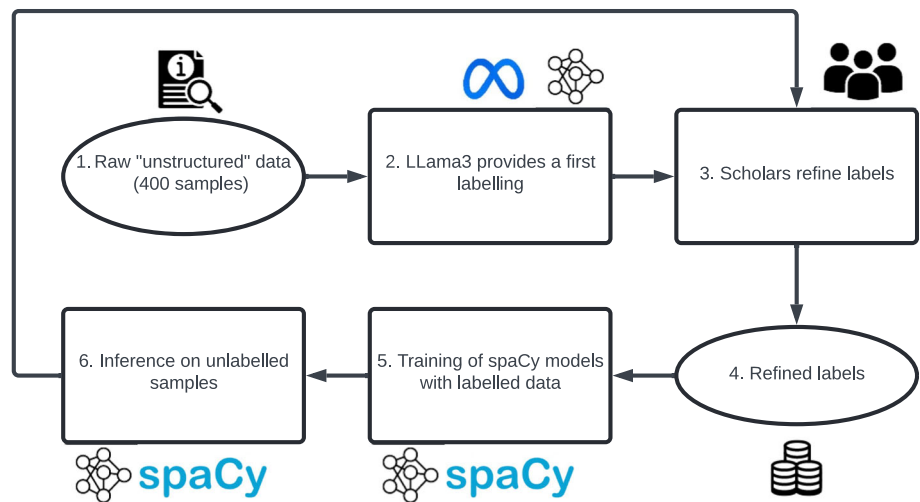 1. Raw "unstructured" data
(400 samples)
2. LLama3 provides a first
labelling
3. Scholars refine labels
4. Refined labels
5. Training of spaCy models
with labelled data
6. Inference on unlabelled
samples
spaCy
spaCy